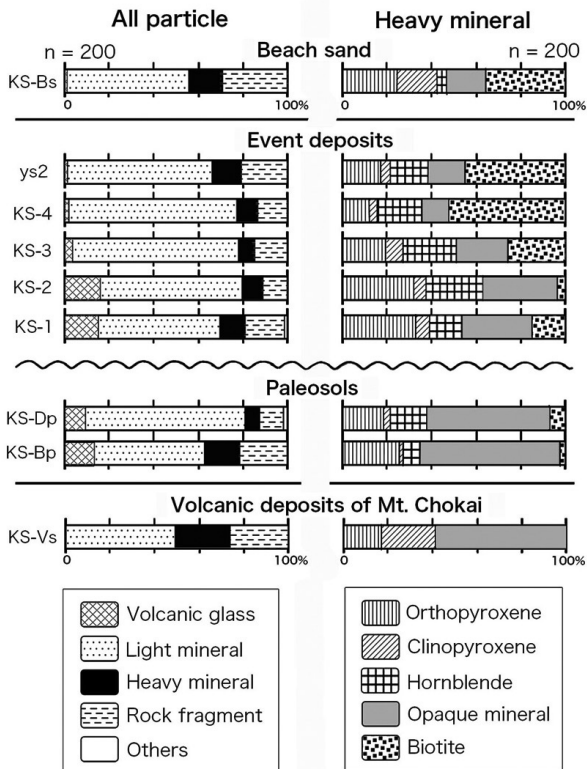 All particle
Heavy mineral
n = 200
n = 200
Beach sand
KS-Bs
0
100%
0
100%
Event deposits
ys2
KS-4
KS-3
KS-2
KS-1
Paleosols
KS-Dp
KS-Bp
Volcanic deposits of Mt. Chokai
KS-Vs
0
100%
0
100%
Volcanic glass
Light mineral
Heavy mineral
Rock fragment
Others
Orthopyroxene
Clinopyroxene
Hornblende
Opaque mineral
Biotite